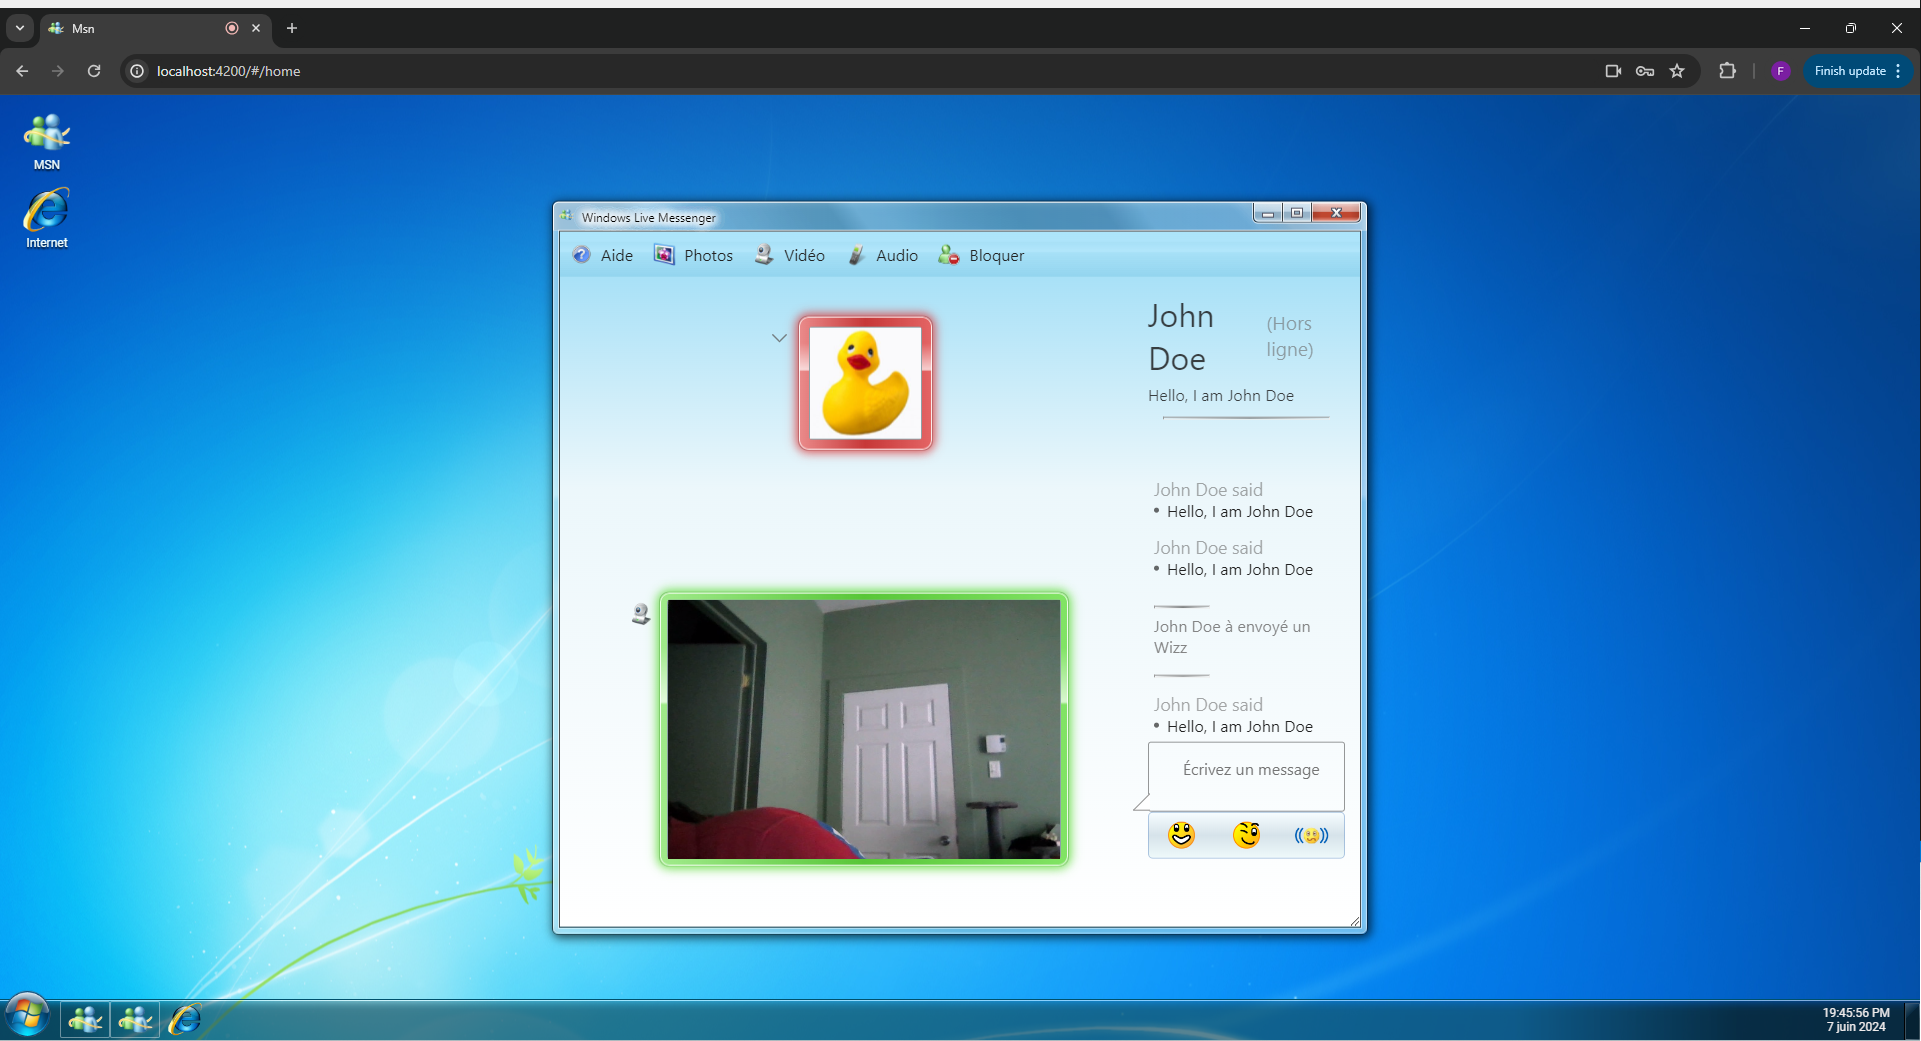 Msn
localhost:4200/#/home
F
Finish update
MSN
Internet
Windows Live Messenger
Aide Photos Vidéo Audio Bloquer
John
Doe
(Hors
ligne)
Hello, I am John Doe
John Doe said
Hello, I am John Doe
John Doe said
Hello, I am John Doe
John Doe à envoyé un
Wizz
John Doe said
Hello, I am John Doe
Écrivez un message
19:45:56 PM
7 juin 2024